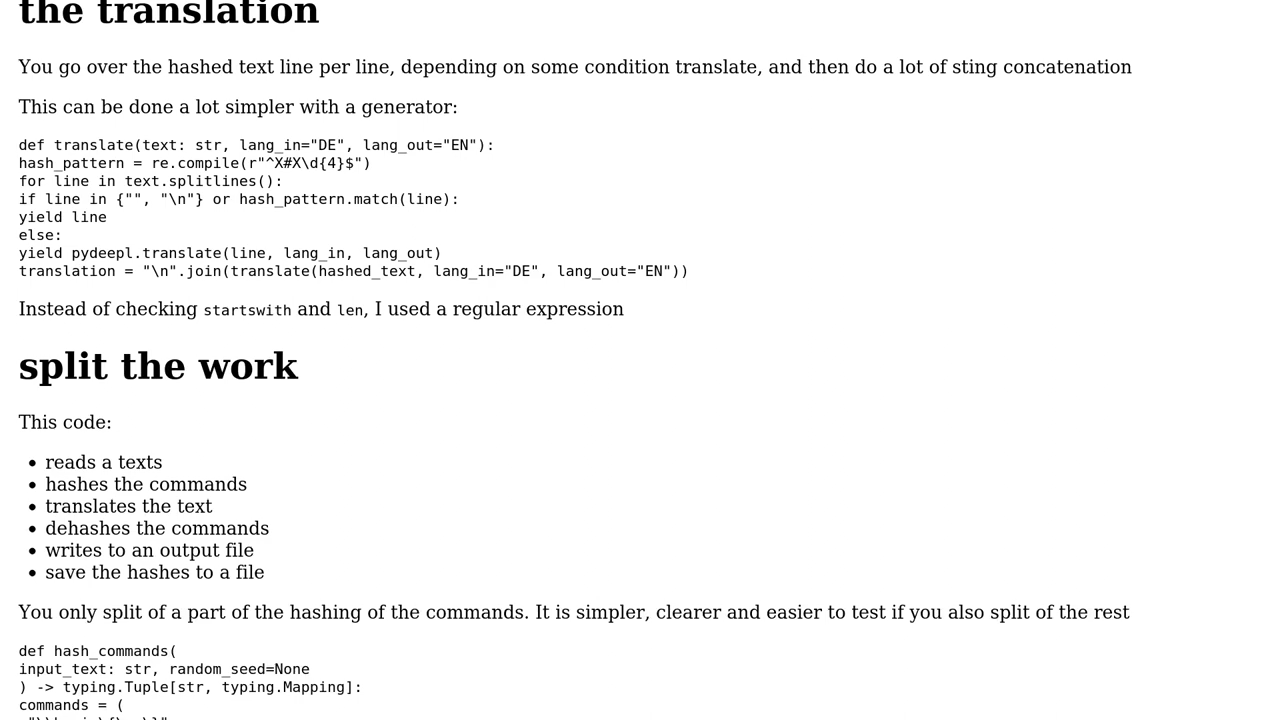 the translation
You go over the hashed text line per line, depending on some condition translate, and then do a lot of sting concatenation
This can be done a lot simpler with a generator:
def translate(text: str, lang_in="DE", lang_out="EN"):
hash_pattern = re.compile(r"^X#X\d{4}$")
for line in text.splitlines():
if line in {"", "\n"} or hash_pattern.match(line):
yield line
else:
yield pydeepl.translate(line, lang_in, lang_out)
translation = "\n".join(translate(hashed_text, lang_in="DE", lang_out="EN"))
Instead of checking startswith and len, I used a regular expression
split the work
This code:
• reads a texts
• hashes the commands
• translates the text
• dehashes the commands
• writes to an output file
• save the hashes to a file
You only split of a part of the hashing of the commands. It is simpler, clearer and easier to test if you also split of the rest
def hash_commands(
input_text: str, random_seed=None
) -> typing.Tuple[str, typing.Mapping]:
commands = (